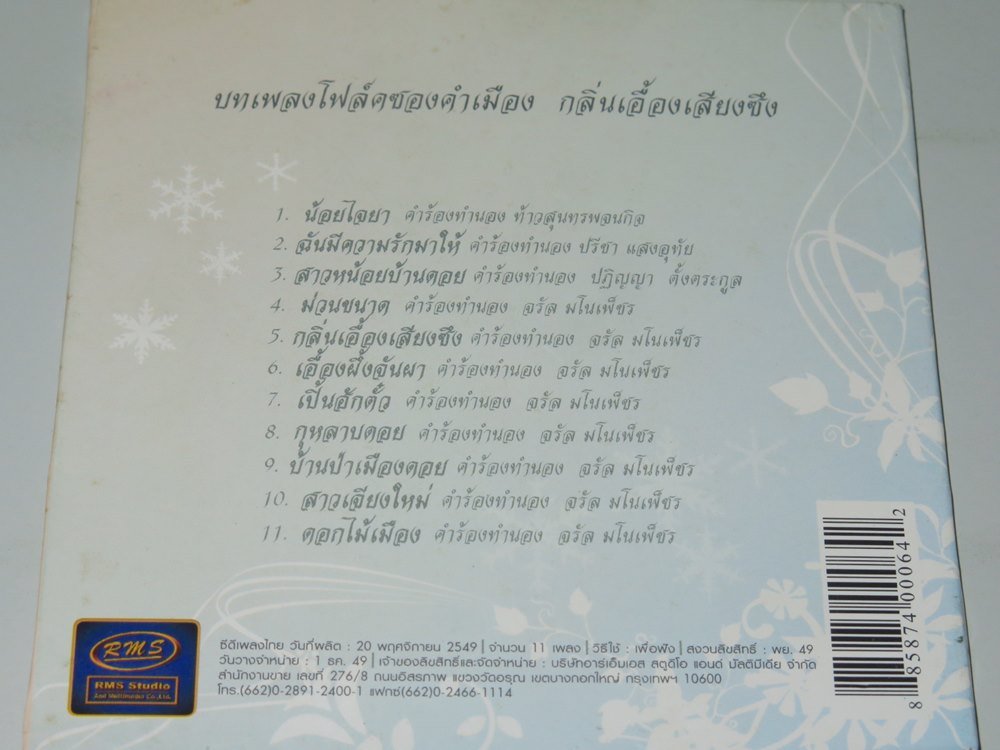 บทเพลงโฟล์คซองคำเมือง กลิ่นเอื้องเสียงซึง
1. น้อยใจยา คำร้องทำนอง ท้าวสุนทรพจนกิจ
2. ฉันมีความรักมาให้ คำร้องทำนอง ปรีชา แสงอุทัย
3. สาวหน้อยบ้านดอย คำร้องทำนอง ปฏิญญา ตั้งตระกูล
4. ม่วนขนาด คำร้องทำนอง จรัล มโนเพ็ชร
5. กลิ่นเอื้องเสียงซึง คำร้องทำนอง จรัล มโนเพ็ชร
6. เอื้องผึ้งจันผา คำร้องทำนอง จรัล มโนเพ็ชร
7. เปิ้นฮักตั๋ว คำร้องทำนอง จรัล มโนเพ็ชร
8. กุหลาบดอย คำร้องทำนอง จรัล มโนเพ็ชร
9. บ้านป่าเมืองดอย คำร้องทำนอง จรัล มโนเพ็ชร
10. สาวเจียงใหม่ คำร้องทำนอง จรัล มโนเพ็ชร
11. ดอกไม้เมือง คำร้องทำนอง จรัล มโนเพ็ชร
RMS
RMS Studio
And Multimedia Co.,Ltd.
ซีดีเพลงไทย วันที่ผลิต : 20 พฤศจิกายน 2549 | จำนวน 11 เพลง | วิธีใช้ : เพื่อฟัง | สงวนลิขสิทธิ์ : พย. 49
วันวางจำหน่าย : 1 ธค. 49 | เจ้าของลิขสิทธิ์และจัดจำหน่าย : บริษัทอาร์เอ็มเอส สตูดิโอ แอนด์ มัลติมีเดีย จำกัด
สำนักงานขาย เลขที่ 276/8 ถนนอิสรภาพ แขวงวัดอรุณ เขตบางกอกใหญ่ กรุงเทพฯ 10600
โทร.(662)0-2891-2400-1 แฟกซ์(662)0-2466-1114
8 85874 00064 2